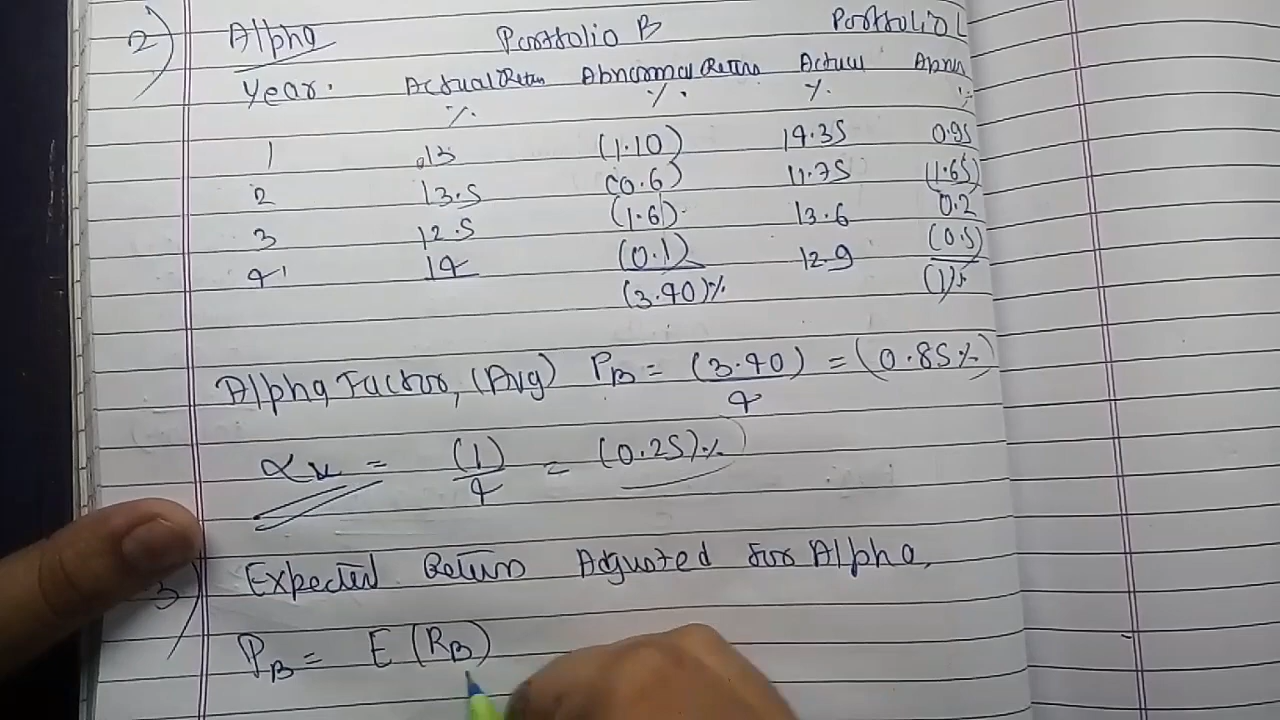 2) Alpha Portfolio B Portfolio L
Year. Actual Return Abnormal Return Actual Abnor
%. %. %. %
1 13 (1.10) 14.35 0.95
2 13.5 (0.6) 11.75 (1.65)
3 12.5 (1.6) 13.6 0.2
4 14 (0.1) 12.9 (0.5)
(3.40)% (1)%
Alpha Factor, (Avg) PB = (3.40) = (0.85%)
4
= (1) = (0.25)%
4
3) Expected Return Adjusted for Alpha,
PB = E (RB)